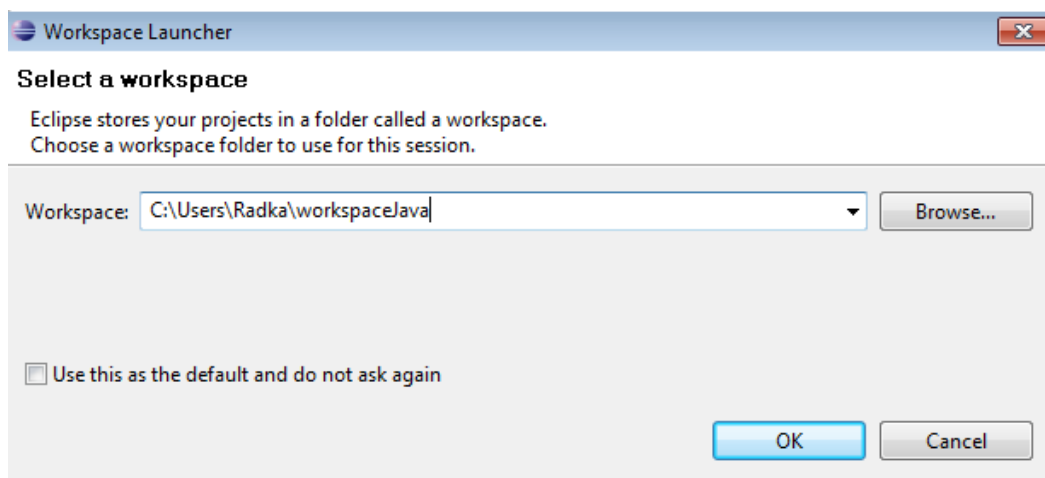 Workspace Launcher
Select a workspace
Eclipse stores your projects in a folder called a workspace.
Choose a workspace folder to use for this session.
Workspace: C:\Users\Radka\workspaceJava Browse...
Use this as the default and do not ask again
OK Cancel